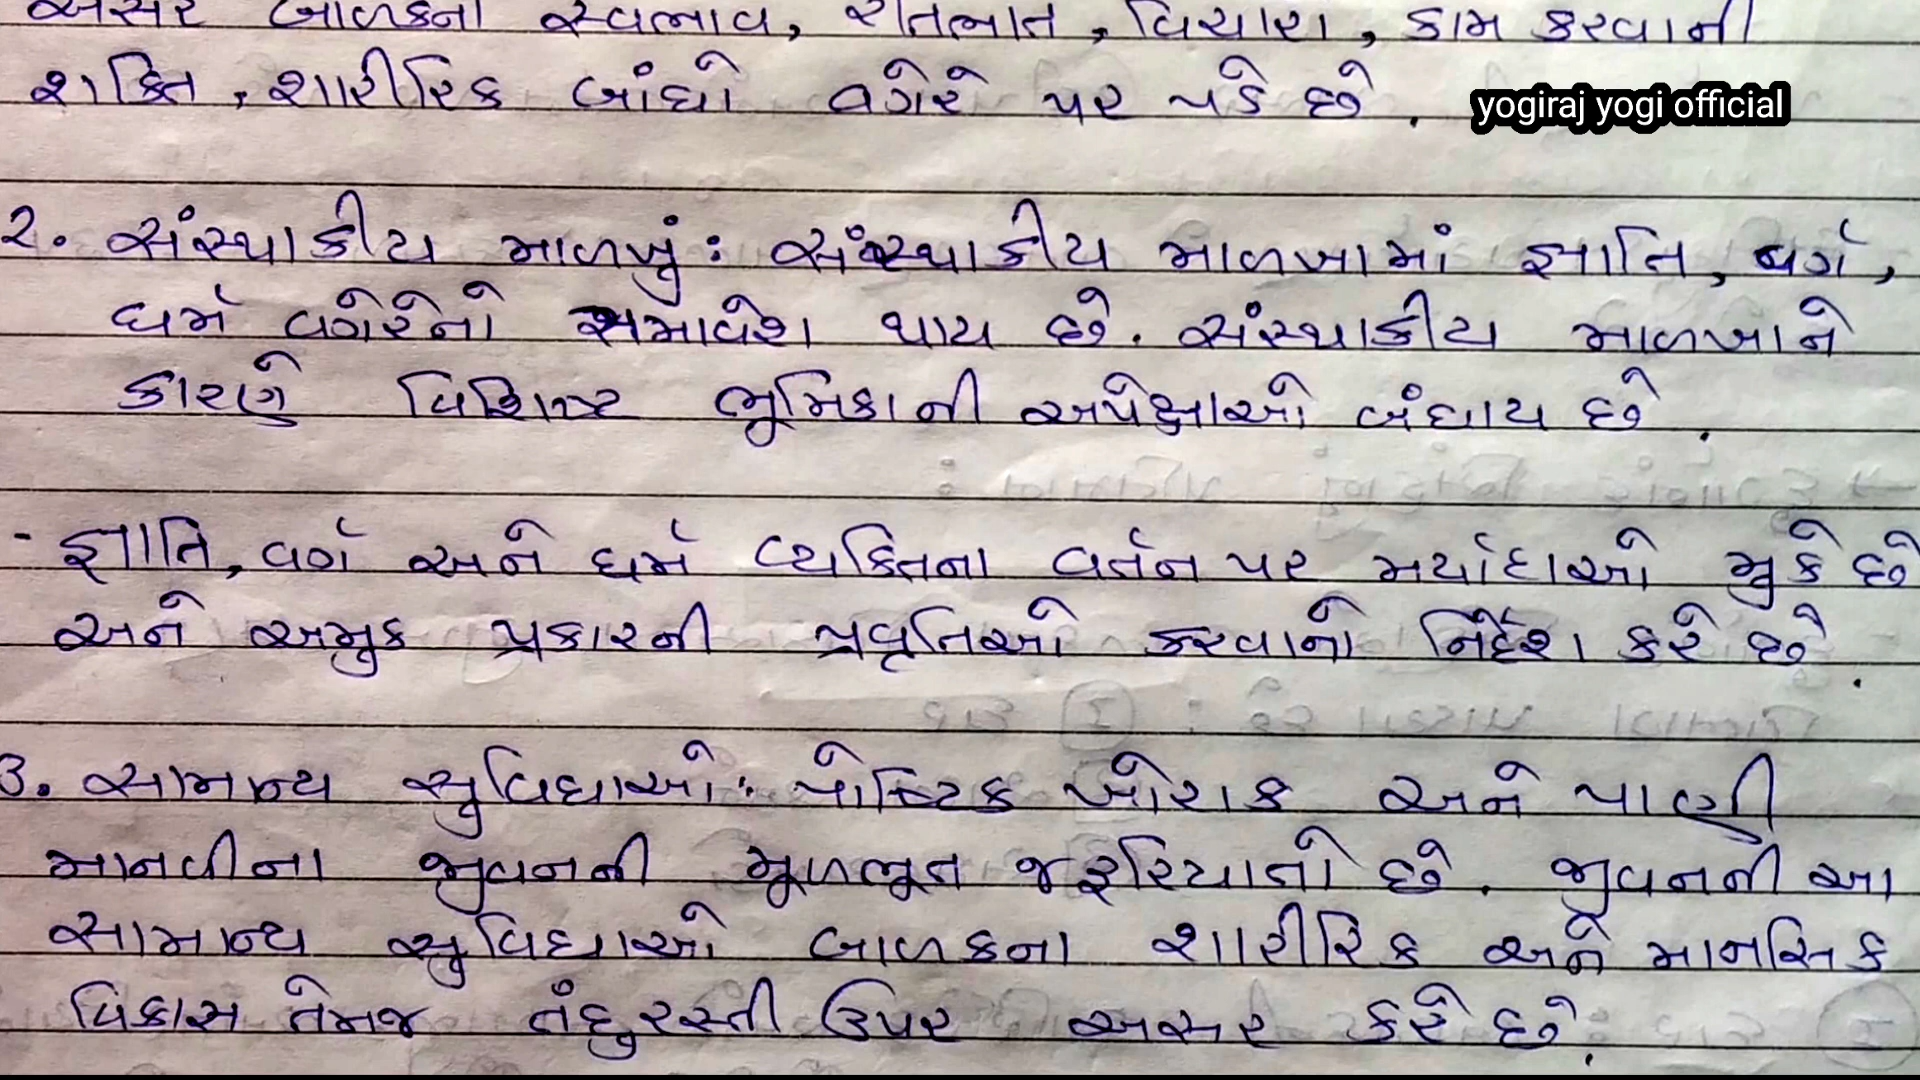 અસર બાળકના સ્વભાવ, રીતભાત, વિચારો, કામ કરવાની
શક્તિ, શારીરિક બાંધો વગેરે પર પડે છે.
yogiraj yogi official
2. સંસ્થાકીય માળખું: સંસ્થાકીય માળખામાં જ્ઞાતિ, વર્ગ,
ધર્મ વગેરેનો સમાવેશ થાય છે. સંસ્થાકીય માળખાને
કારણે વિશિષ્ટ ભૂમિકાની અપેક્ષાઓ બંધાય છે.
- જ્ઞાતિ, વર્ગ અને ધર્મ વ્યક્તિના વર્તન પર મર્યાદાઓ મુકે છે
અને અમુક પ્રકારની પ્રવૃતિઓ કરવાનો નિર્દેશ કરે છે.
3. સામાન્ય સુવિધાઓ: પોષ્ટિક ખોરાક અને પાણી
માનવીના જીવનની મૂળભૂત જરૂરિયાતો છે. જીવનની આ
સામાન્ય સુવિધાઓ બાળકના શારીરિક અને માનસિક
વિકાસ તેમજ તંદુરસ્તી ઉપર અસર કરે છે.